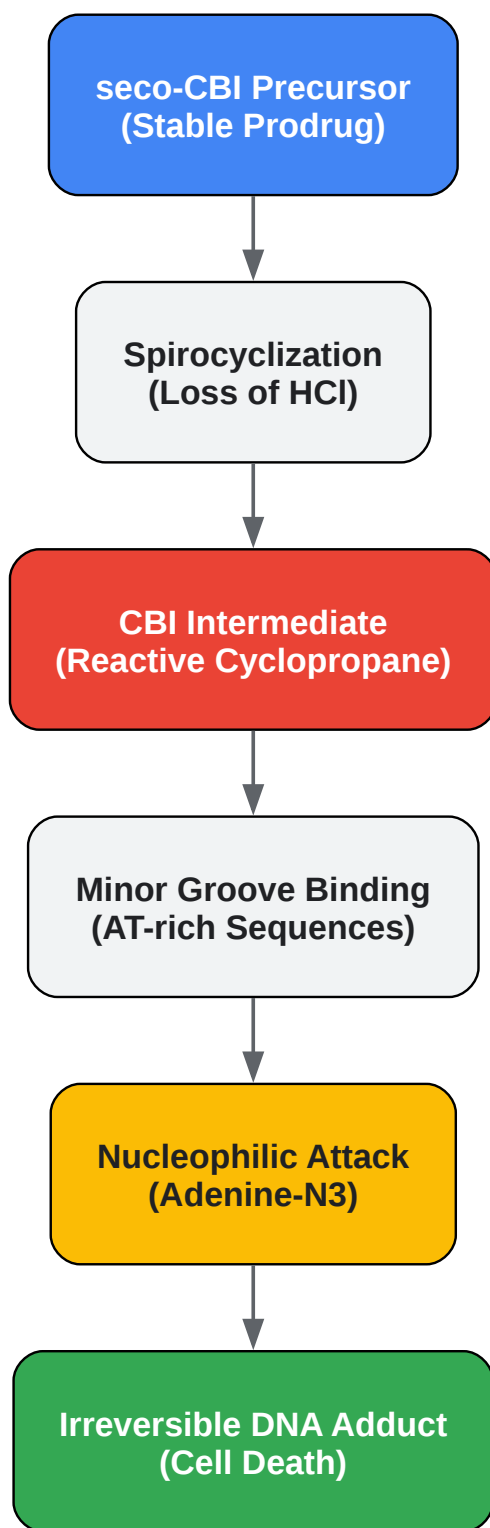 seco-CBI Precursor
(Stable Prodrug)
Spirocyclization
(Loss of HCl)
CBI Intermediate
(Reactive Cyclopropane)
Minor Groove Binding
(AT-rich Sequences)
Nucleophilic Attack
(Adenine-N3)
Irreversible DNA Adduct
(Cell Death)